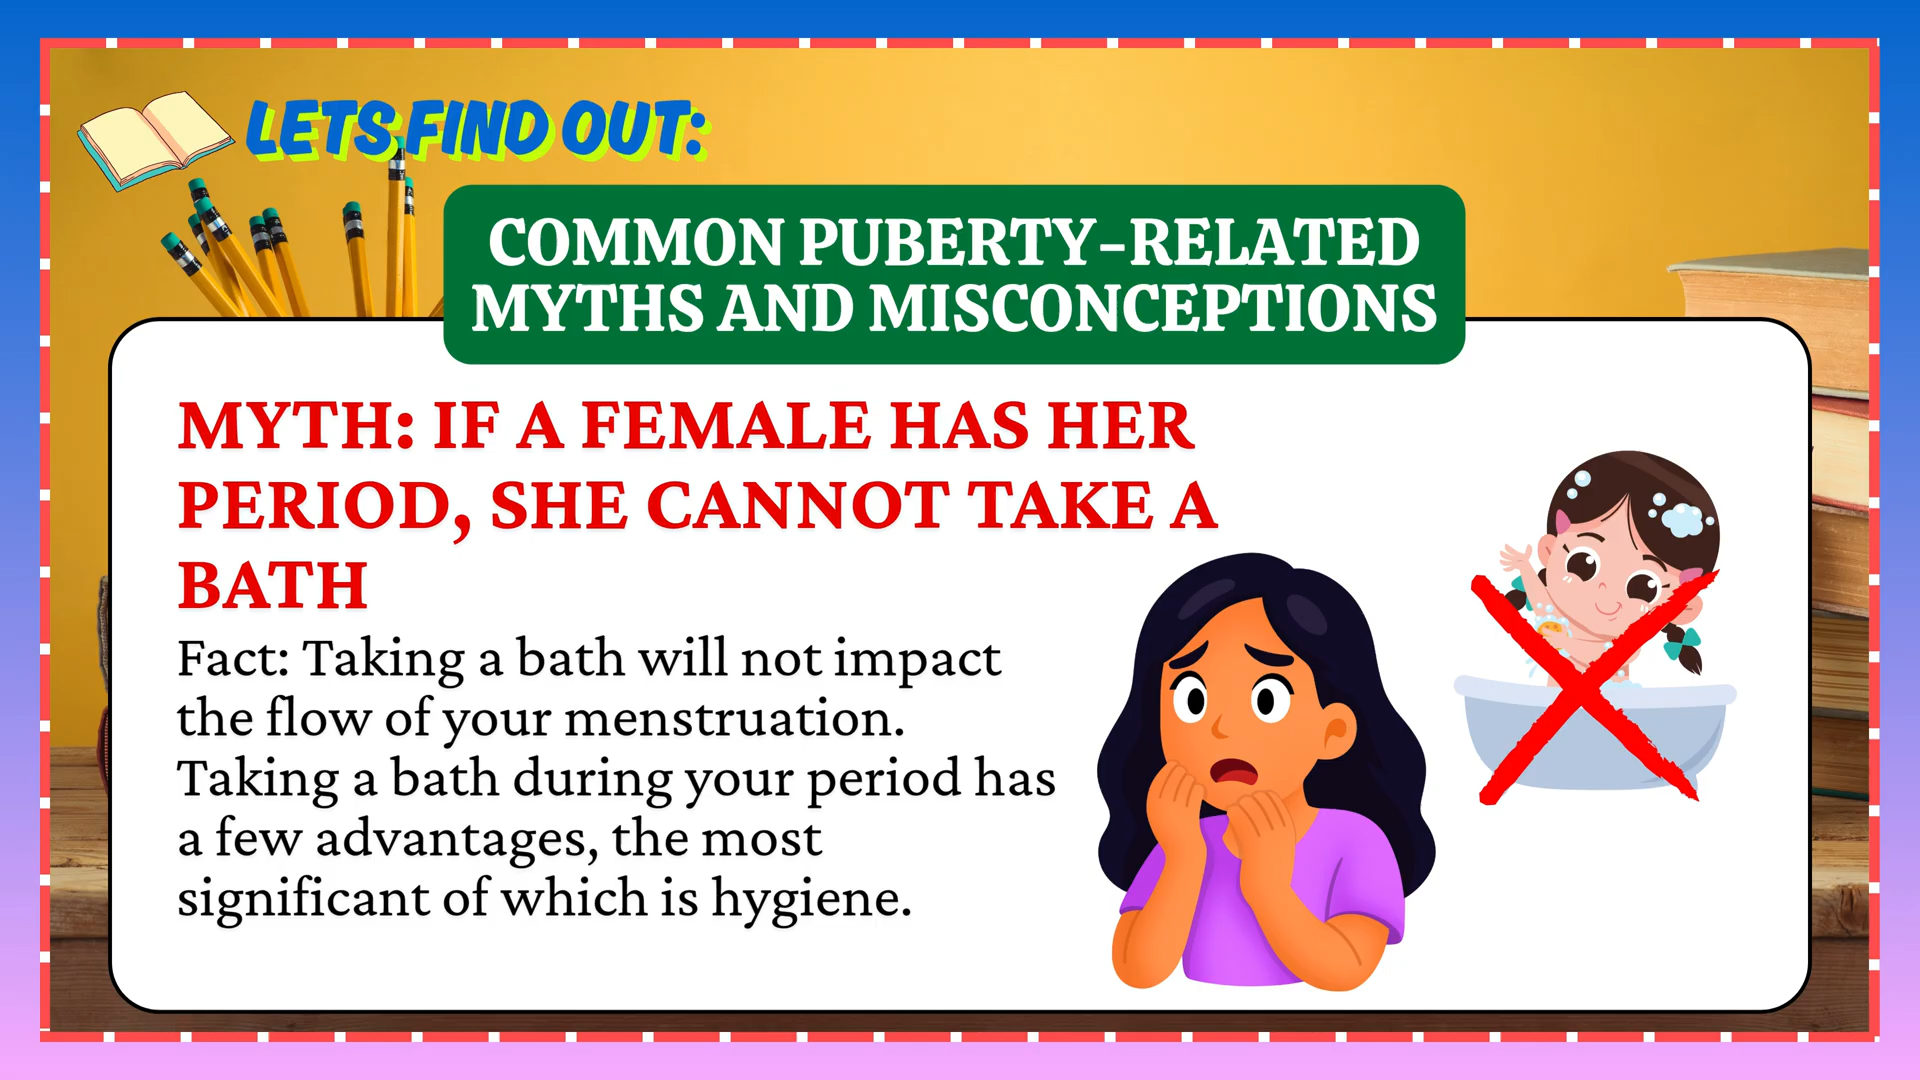 LETS FIND OUT:
COMMON PUBERTY-RELATED
MYTHS AND MISCONCEPTIONS
MYTH: IF A FEMALE HAS HER
PERIOD, SHE CANNOT TAKE A
BATH
Fact: Taking a bath will not impact
the flow of your menstruation.
Taking a bath during your period has
a few advantages, the most
significant of which is hygiene.